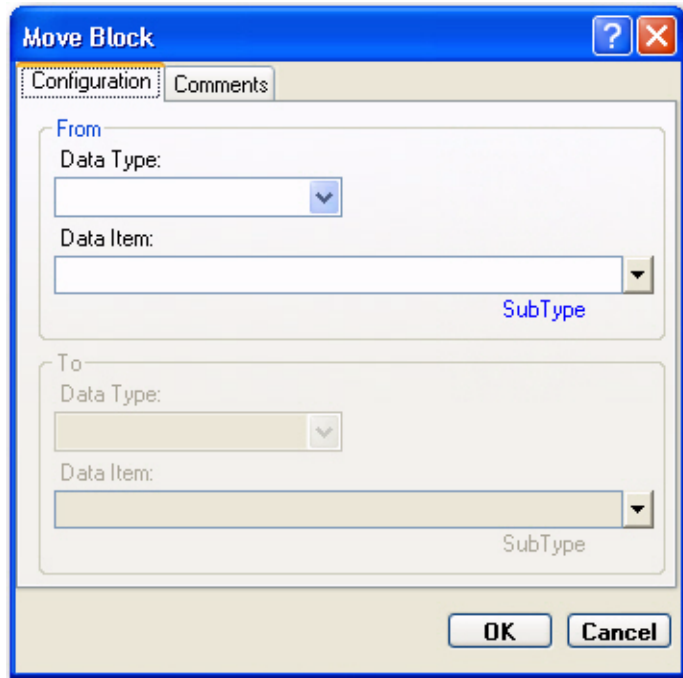 Move Block
Configuration Comments
From
Data Type:
Data Item:
SubType
To
Data Type:
Data Item:
SubType
OK Cancel